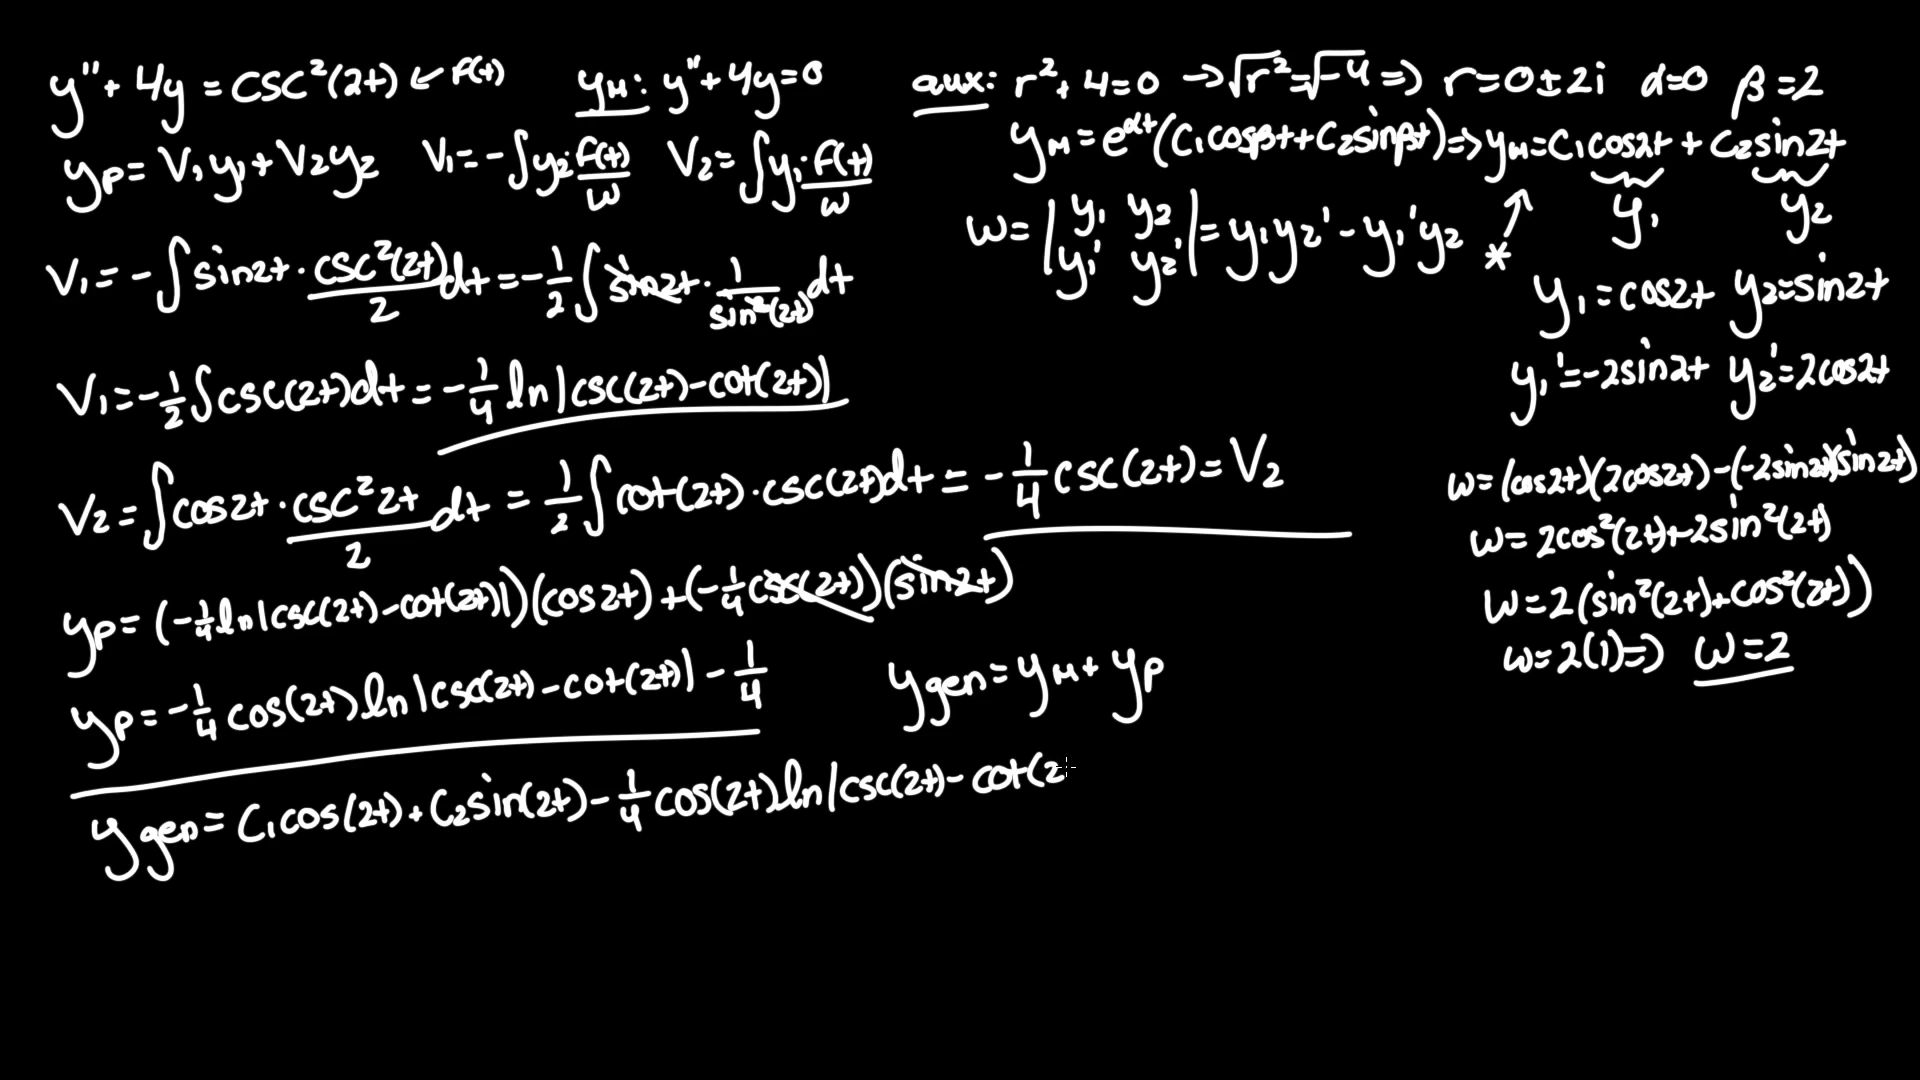 y″ + 4y = csc²(2t) ↙ f(t)   yH: y″ + 4y = 0   aux: r² + 4 = 0 → √r² = √-4 ⇒ r = 0 ± 2i   α = 0   β = 2
yp = V₁y₁ + V₂y₂   V₁ = -∫y₂·f(t)/W   V₂ = ∫y₁·f(t)/W
yH = e^αt (C₁cosβt + C₂sinβt) ⇒ yH = C₁cos2t + C₂sin2t
y₁   y₂
W = |y₁ y₂ y₁' y₂'| = y₁y₂' - y₁'y₂   *
y₁ = cos2t   y₂ = sin2t
y₁' = -2sin2t   y₂' = 2cos2t
W = (cos2t)(2cos2t) - (-2sin2t)(sin2t)
W = 2cos²(2t) + 2sin²(2t)
W = 2(sin²(2t) + cos²(2t))
W = 2(1) ⇒ W = 2
V₁ = -∫sin2t · csc²(2t)/2 dt = -1/2 ∫sin2t · 1/sin²(2t) dt
V₁ = -1/2 ∫csc(2t)dt = -1/4 ln|csc(2t) - cot(2t)|
V₂ = ∫cos2t · csc²2t/2 dt = 1/2 ∫cot(2t)·csc(2t)dt = -1/4 csc(2t) = V₂
yp = (-1/4 ln|csc(2t) - cot(2t)|)(cos2t) + (-1/4 csc(2t))(sin2t)
yp = -1/4 cos(2t)ln|csc(2t) - cot(2t)| - 1/4   ygen = yH + yp
ygen = C₁cos(2t) + C₂sin(2t) - 1/4 cos(2t)ln|csc(2t) - cot(2